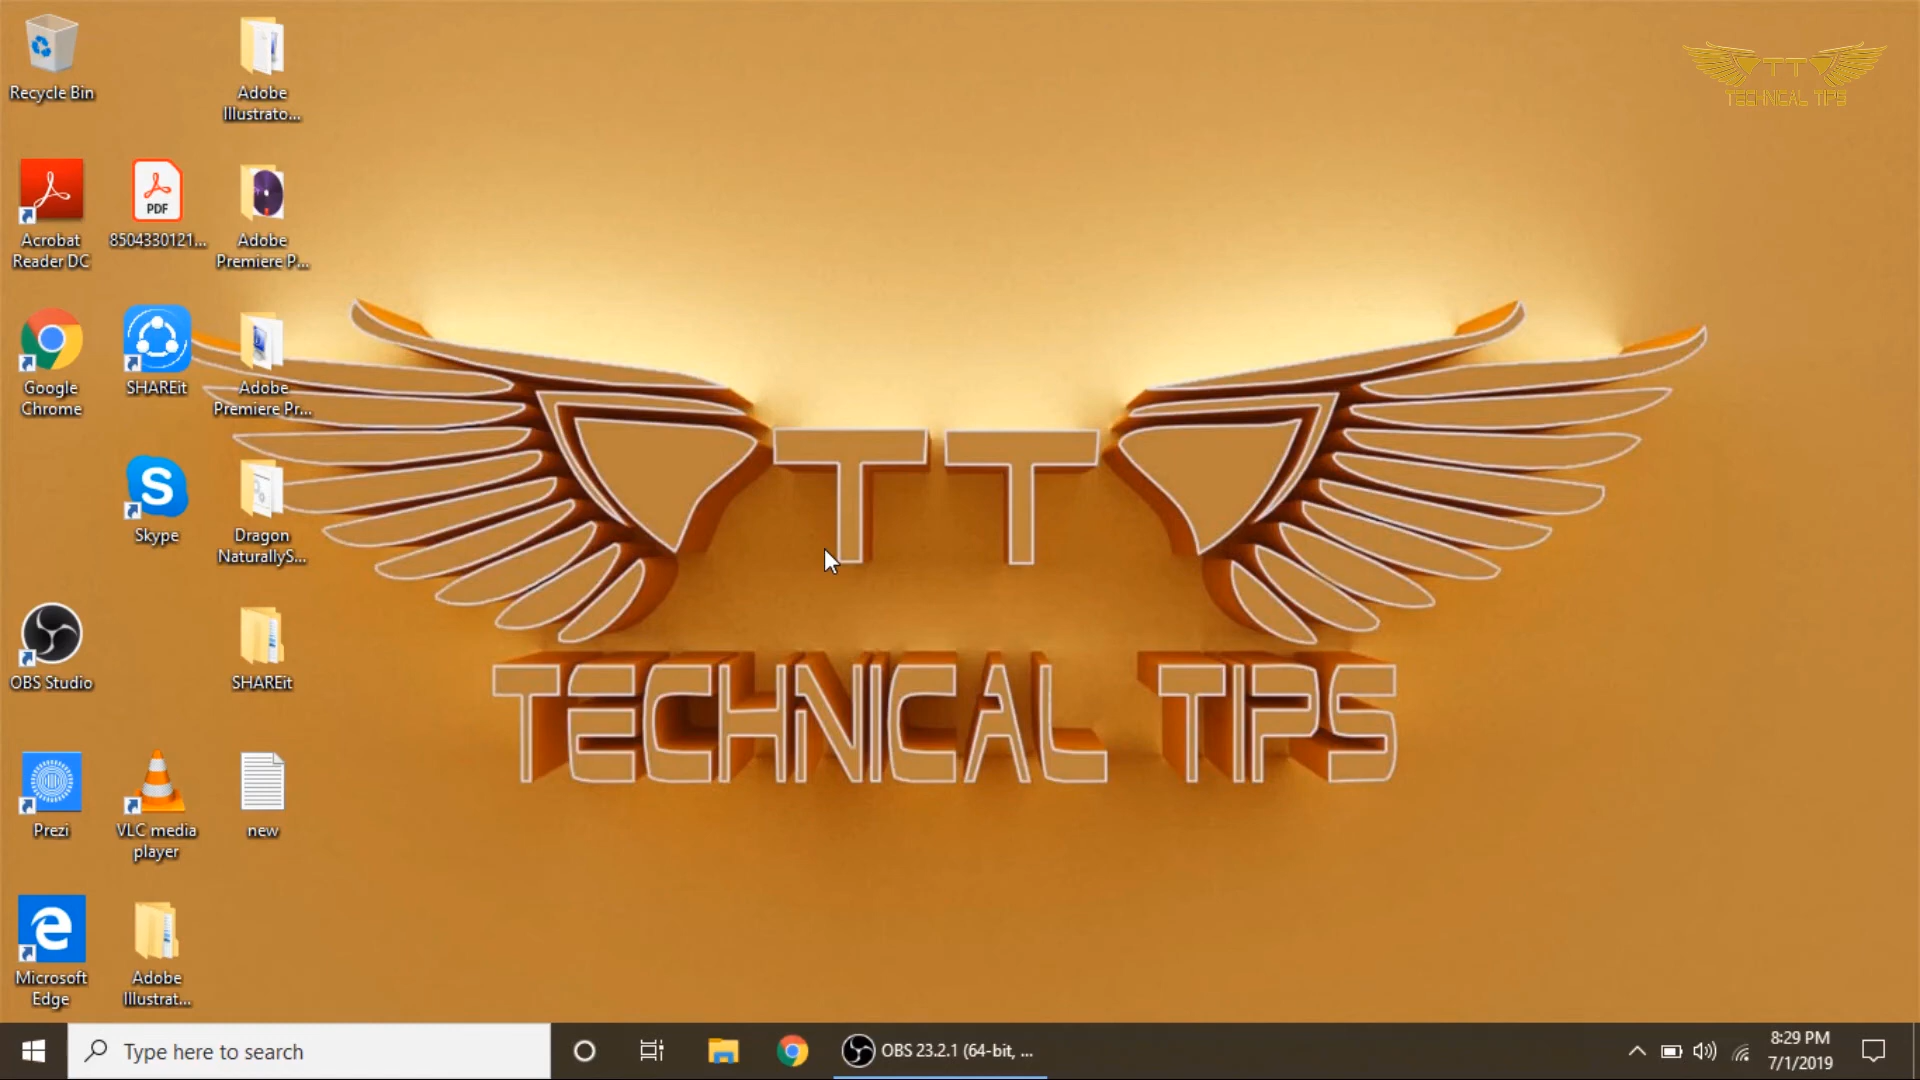 Recycle Bin
Adobe
Illustrato...
TT
TECHNICAL TIPS
Acrobat
Reader DC
PDF
8504330121...
Adobe
Premiere P...
Google
Chrome
SHAREit
Adobe
Premiere Pr...
S
Skype
Dragon
NaturallyS...
TT
TECHNICAL TIPS
OBS Studio
SHAREit
Prezi
VLC media
player
new
Microsoft
Edge
Adobe
Illustrat...
Type here to search
OBS 23.2.1 (64-bit, ...
8:29 PM
7/1/2019